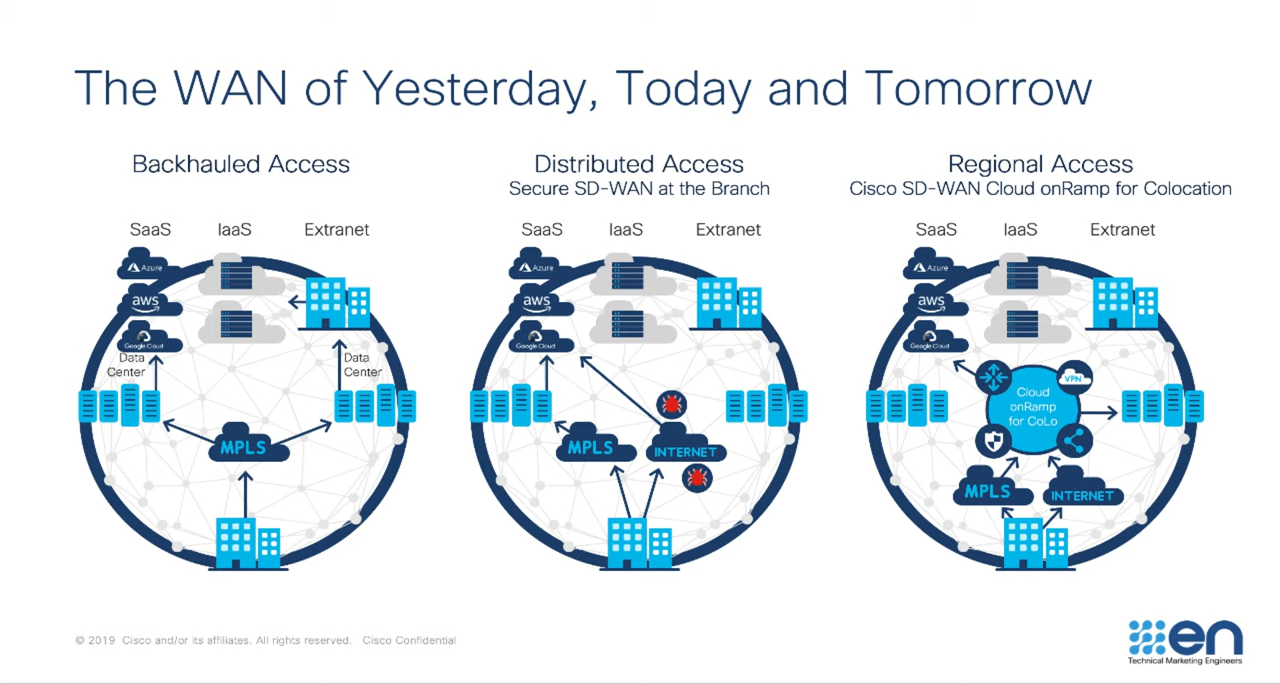 The WAN of Yesterday, Today and Tomorrow
Backhauled Access
SaaS IaaS Extranet
Azure
aws
Google Cloud
Data
Center
Data
Center
MPLS
Distributed Access
Secure SD-WAN at the Branch
SaaS IaaS Extranet
Azure
aws
Google Cloud
MPLS
INTERNET
Regional Access
Cisco SD-WAN Cloud onRamp for Colocation
SaaS IaaS Extranet
Azure
aws
Google Cloud
VPN
Cloud
onRamp
for CoLo
MPLS
INTERNET
© 2019 Cisco and/or its affiliates. All rights reserved. Cisco Confidential
en
Technical Marketing Engineers